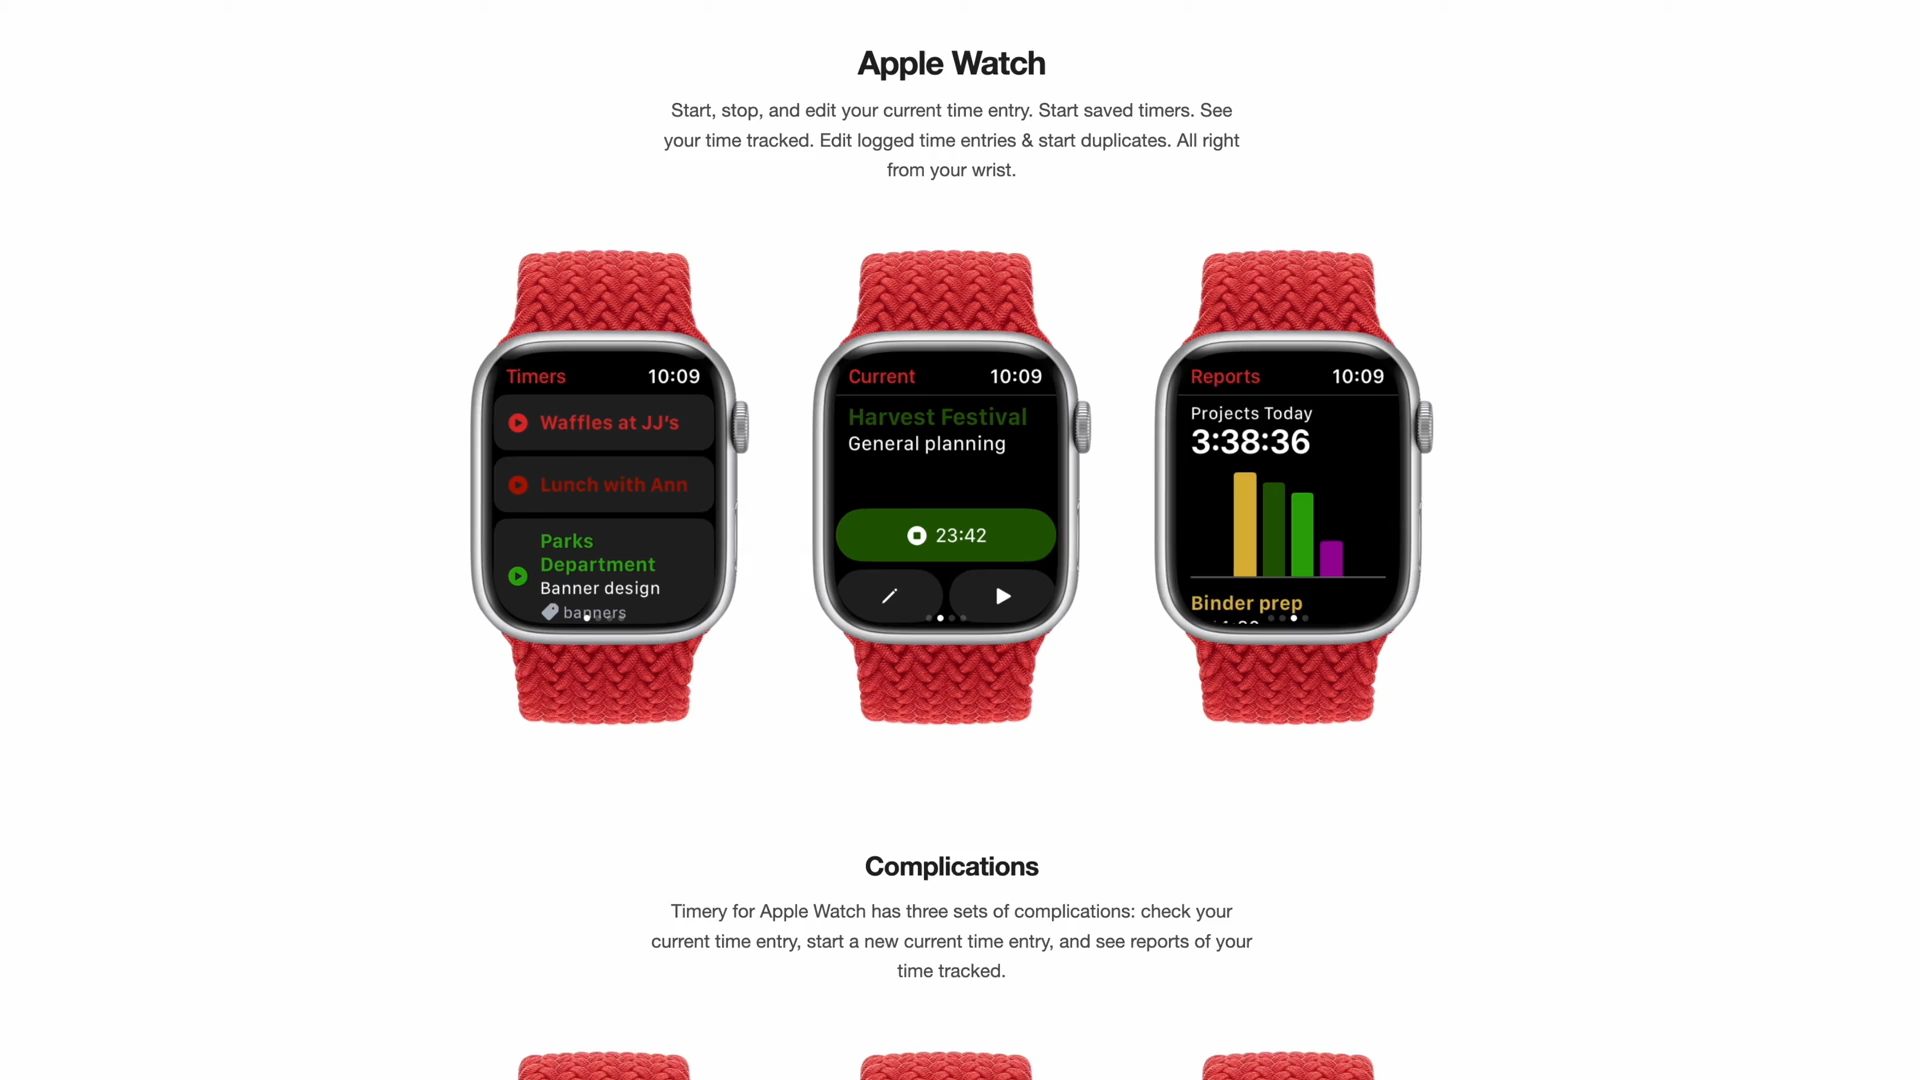 Apple Watch
Start, stop, and edit your current time entry. Start saved timers. See
your time tracked. Edit logged time entries & start duplicates. All right
from your wrist.
Timers 10:09
Waffles at JJ's
Lunch with Ann
Parks
Department
Banner design
banners
Current 10:09
Harvest Festival
General planning
23:42
Reports 10:09
Projects Today
3:38:36
Binder prep
Complications
Timery for Apple Watch has three sets of complications: check your
current time entry, start a new current time entry, and see reports of your
time tracked.